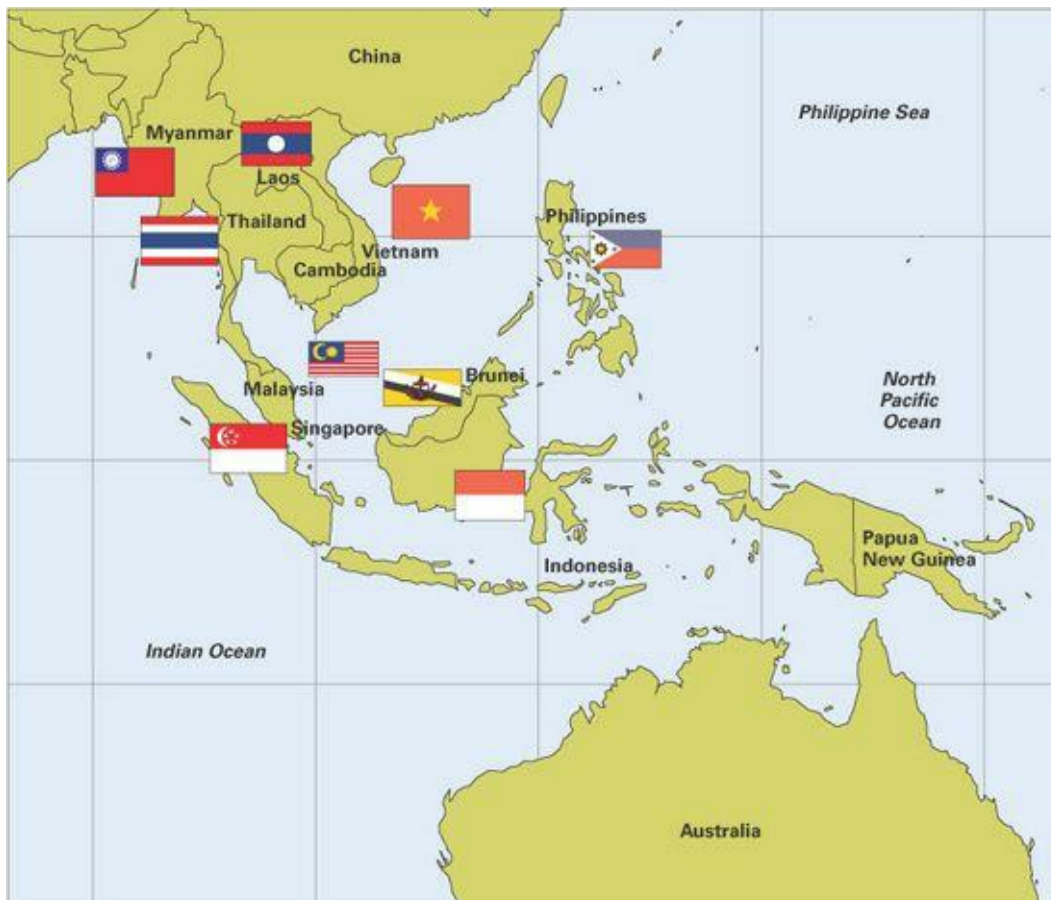 China
Philippine Sea
Myanmar
Laos
Thailand
Philippines
Vietnam
Cambodia
Brunei
Malaysia
North
Pacific
Ocean
Singapore
Papua
New Guinea
Indonesia
Indian Ocean
Australia